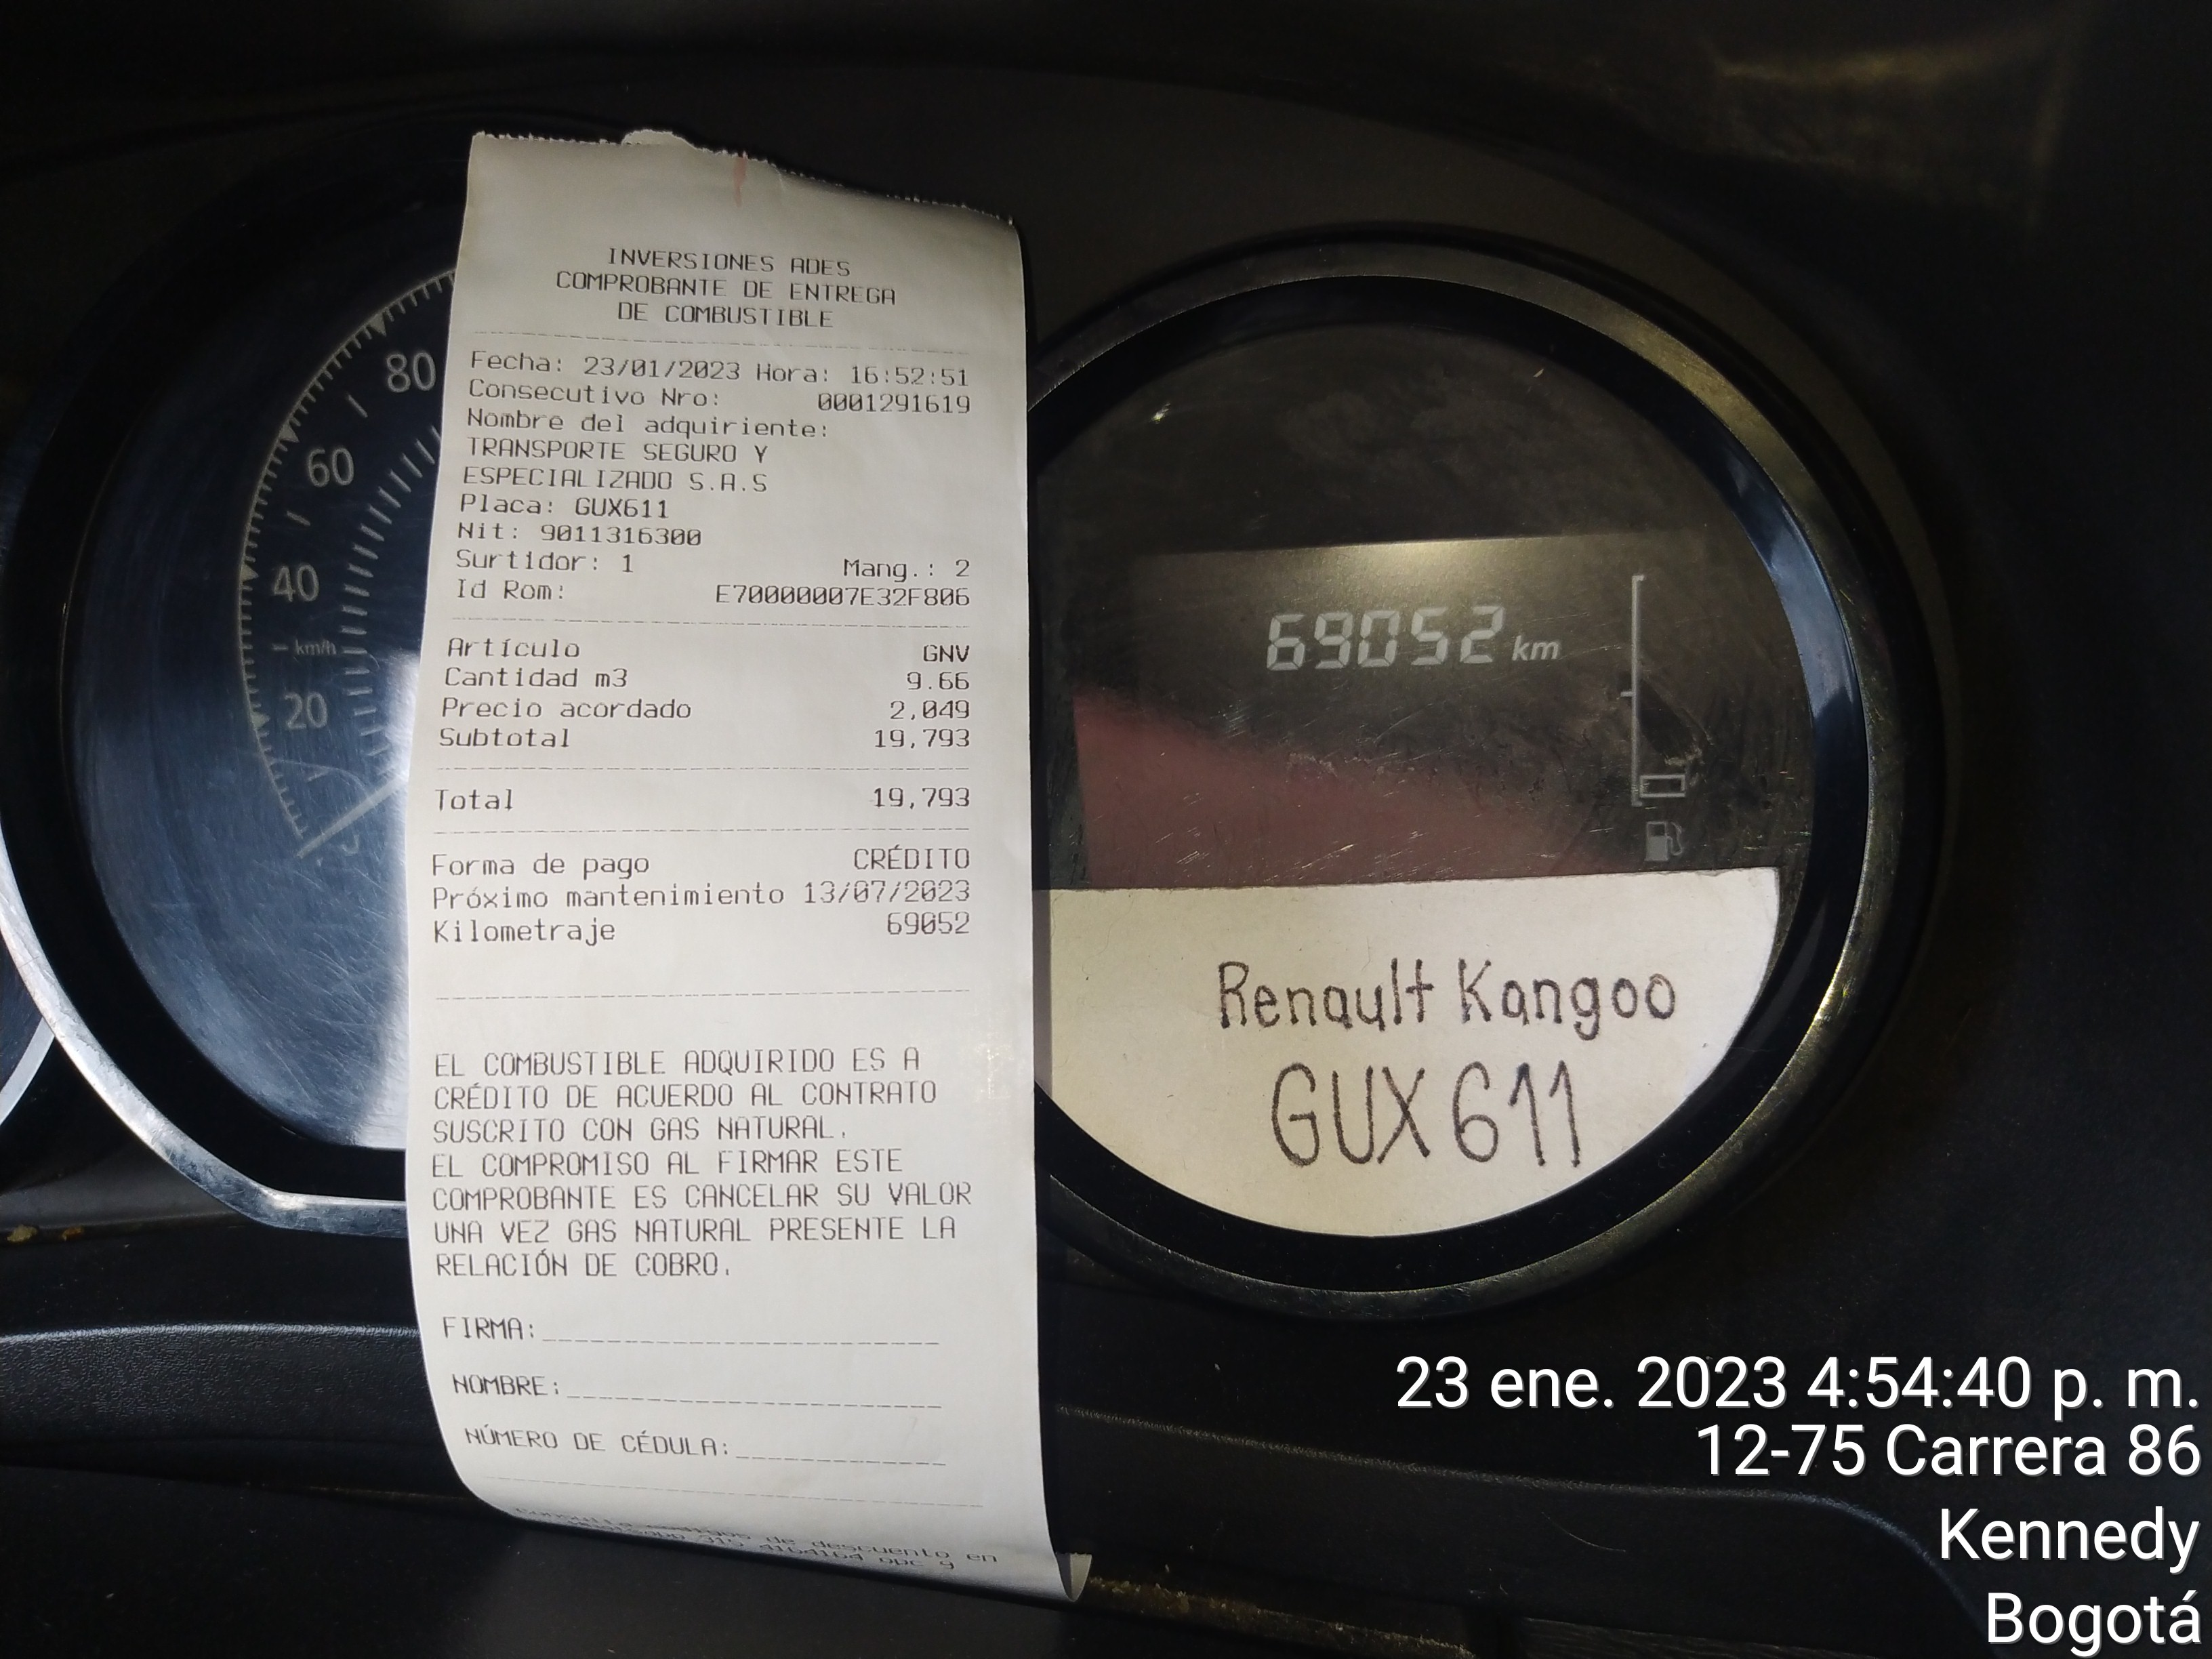 INVERSIONES ADES
COMPROBANTE DE ENTREGA
DE COMBUSTIBLE
Fecha: 23/01/2023 Hora: 16:52:51
Consecutivo Nro: 0001291619
Nombre del adquiriente:
TRANSPORTE SEGURO Y
ESPECIALIZADO S.A.S
Placa: GUX611
Nit: 9011316300
Surtidor: 1 Mang.: 2
Id Rom: E70000007E32F806
Artículo GNV
Cantidad m3 9.66
Precio acordado 2,049
Subtotal 19,793
Total 19,793
Forma de pago CRÉDITO
Próximo mantenimiento 13/07/2023
Kilometraje 69052
EL COMBUSTIBLE ADQUIRIDO ES A
CRÉDITO DE ACUERDO AL CONTRATO
SUSCRITO CON GAS NATURAL.
EL COMPROMISO AL FIRMAR ESTE
COMPROBANTE ES CANCELAR SU VALOR
UNA VEZ GAS NATURAL PRESENTE LA
RELACIÓN DE COBRO.
FIRMA:
NOMBRE:
NÚMERO DE CÉDULA:
de descuento en
80
60
40
km/h
20
69052 km
Renault Kangoo
GUX611
23 ene. 2023 4:54:40 p. m.
12-75 Carrera 86
Kennedy
Bogotá